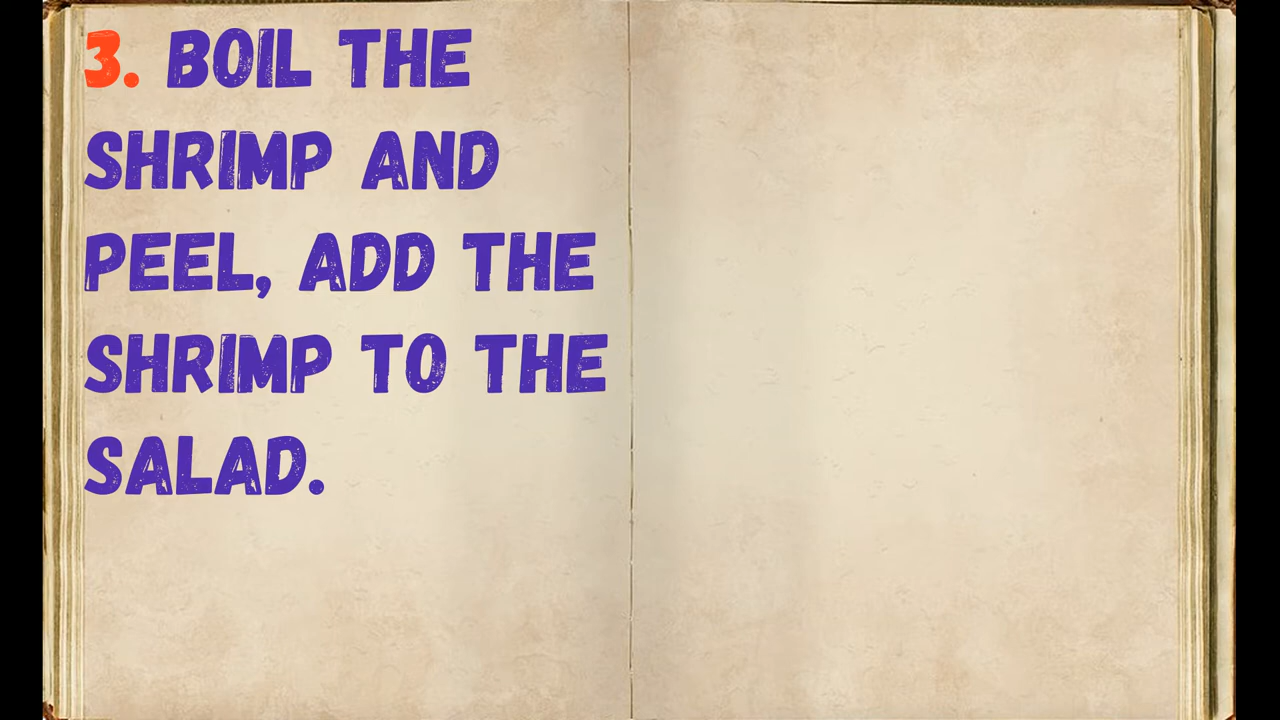 3. BOIL THE
SHRIMP AND
PEEL, ADD THE
SHRIMP TO THE
SALAD.